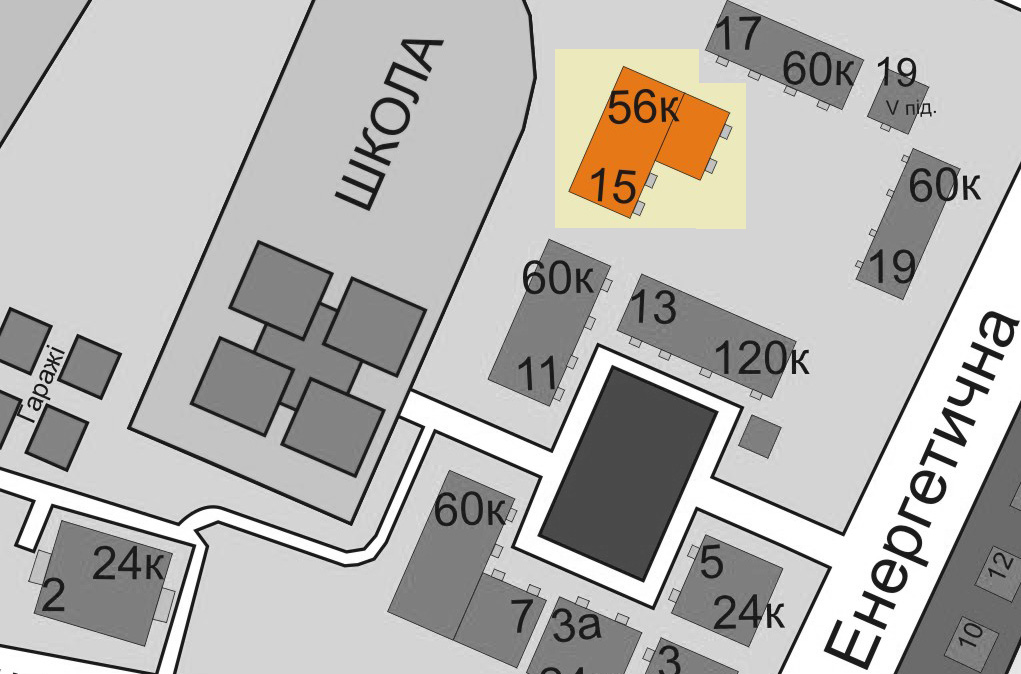 17
60к
19
V під.
ШКОЛА
56к
15
60к
19
60к
11
13
120к
Гаражі
Енергетична
60к
7
24к
2
5
24к
3а
3
12
10